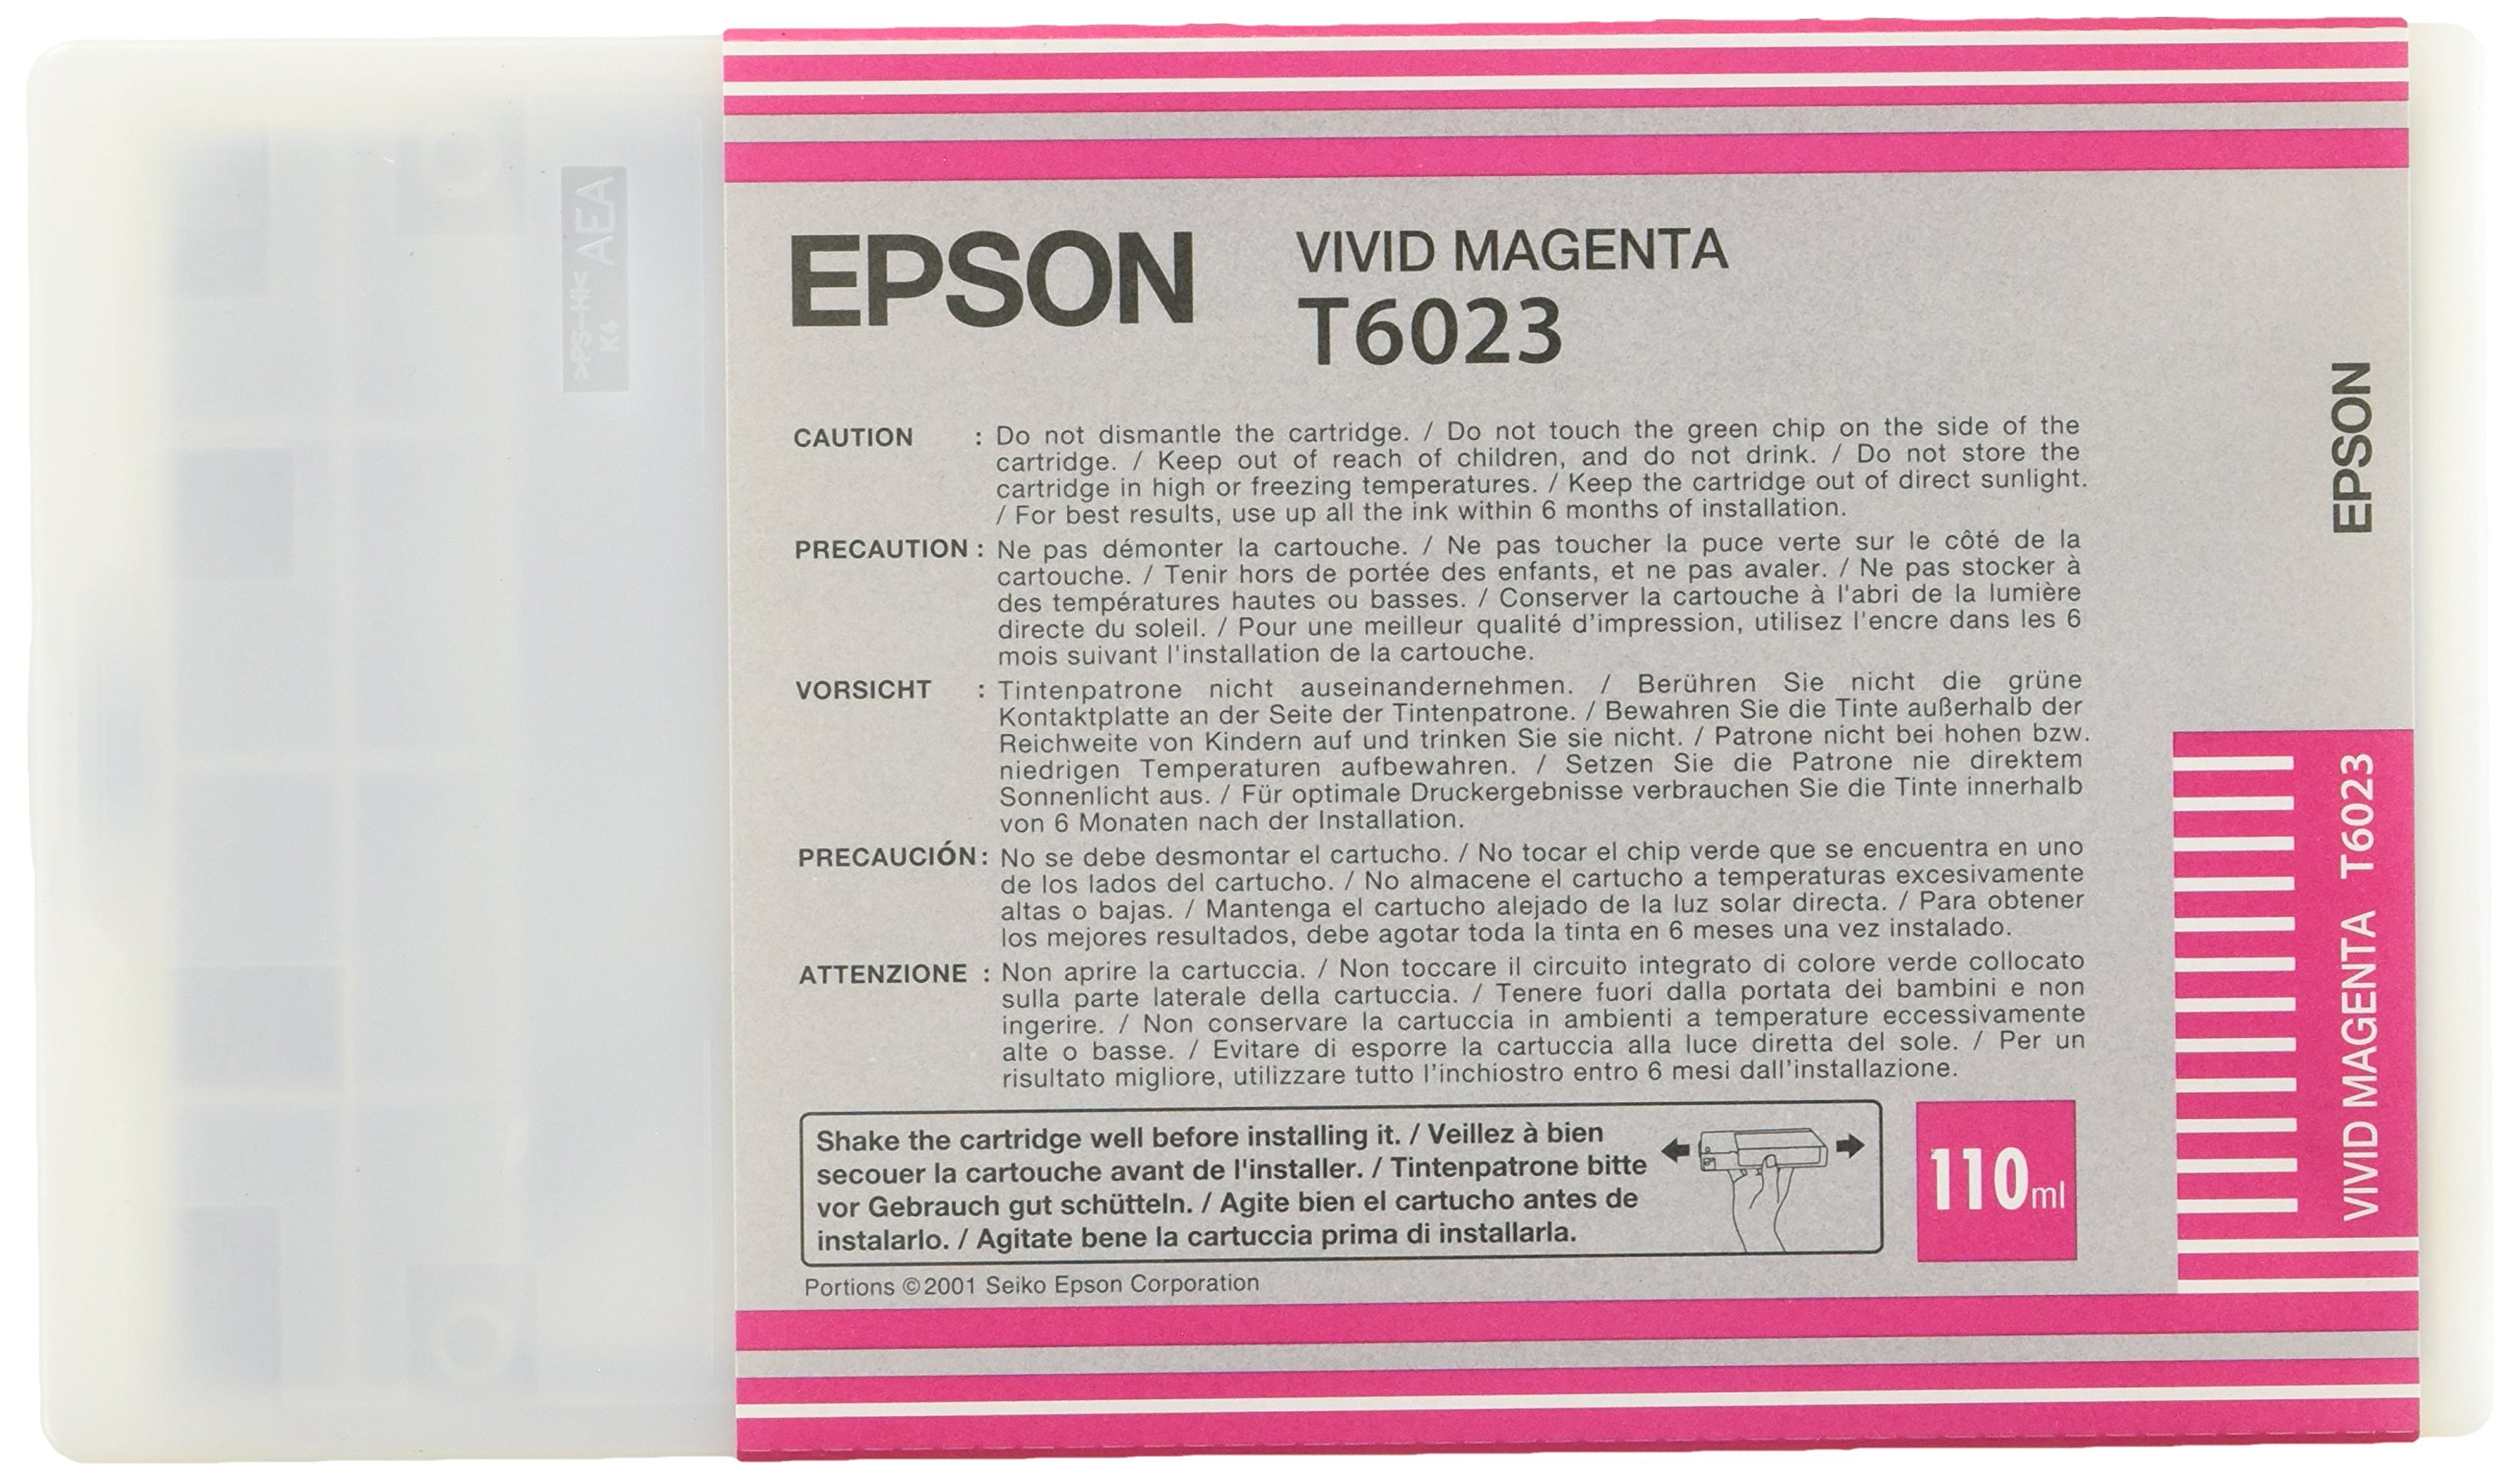 >PS-HI< AEA
K4
EPSON
VIVID MAGENTA
T6023
CAUTION : Do not dismantle the cartridge. / Do not touch the green chip on the side of the
cartridge. / Keep out of reach of children, and do not drink. / Do not store the
cartridge in high or freezing temperatures. / Keep the cartridge out of direct sunlight.
/ For best results, use up all the ink within 6 months of installation.
PRECAUTION : Ne pas démonter la cartouche. / Ne pas toucher la puce verte sur le côté de la
cartouche. / Tenir hors de portée des enfants, et ne pas avaler. / Ne pas stocker à
des températures hautes ou basses. / Conserver la cartouche à l'abri de la lumière
directe du soleil. / Pour une meilleur qualité d'impression, utilisez l'encre dans les 6
mois suivant l'installation de la cartouche.
VORSICHT : Tintenpatrone nicht auseinandernehmen. / Berühren Sie nicht die grüne
Kontaktplatte an der Seite der Tintenpatrone. / Bewahren Sie die Tinte außerhalb der
Reichweite von Kindern auf und trinken Sie sie nicht. / Patrone nicht bei hohen bzw.
niedrigen Temperaturen aufbewahren. / Setzen Sie die Patrone nie direktem
Sonnenlicht aus. / Für optimale Druckergebnisse verbrauchen Sie die Tinte innerhalb
von 6 Monaten nach der Installation.
PRECAUCIÓN : No se debe desmontar el cartucho. / No tocar el chip verde que se encuentra en uno
de los lados del cartucho. / No almacene el cartucho a temperaturas excesivamente
altas o bajas. / Mantenga el cartucho alejado de la luz solar directa. / Para obtener
los mejores resultados, debe agotar toda la tinta en 6 meses una vez instalado.
ATTENZIONE : Non aprire la cartuccia. / Non toccare il circuito integrato di colore verde collocato
sulla parte laterale della cartuccia. / Tenere fuori dalla portata dei bambini e non
ingerire. / Non conservare la cartuccia in ambienti a temperature eccessivamente
alte o basse. / Evitare di esporre la cartuccia alla luce diretta del sole. / Per un
risultato migliore, utilizzare tutto l'inchiostro entro 6 mesi dall'installazione.
Shake the cartridge well before installing it. / Veillez à bien
secouer la cartouche avant de l'installer. / Tintenpatrone bitte
vor Gebrauch gut schütteln. / Agite bien el cartucho antes de
instalarlo. / Agitate bene la cartuccia prima di installarla.
110ml
Portions ©2001 Seiko Epson Corporation
EPSON
VIVID MAGENTA T6023